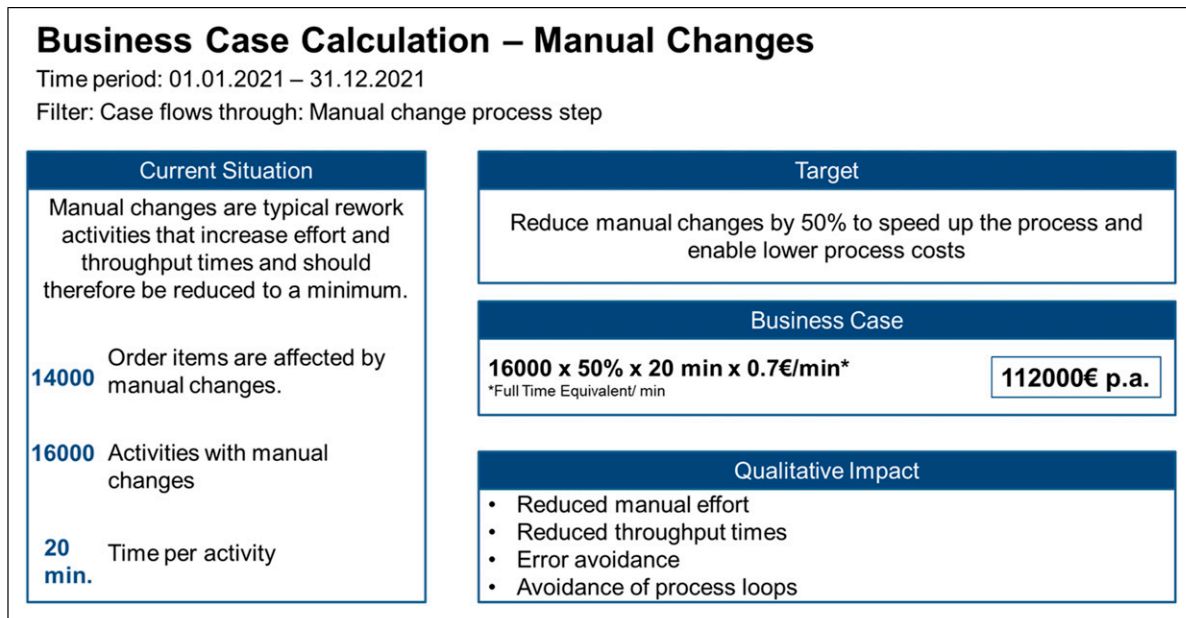 Business Case Calculation – Manual Changes
Time period: 01.01.2021 – 31.12.2021
Filter: Case flows through: Manual change process step
Current Situation
Manual changes are typical rework
activities that increase effort and
throughput times and should
therefore be reduced to a minimum.
14000 Order items are affected by
manual changes.
16000 Activities with manual
changes
20 Time per activity
min.
Target
Reduce manual changes by 50% to speed up the process and
enable lower process costs
Business Case
16000 x 50% x 20 min x 0.7€/min*
*Full Time Equivalent/ min
112000€ p.a.
Qualitative Impact
• Reduced manual effort
• Reduced throughput times
• Error avoidance
• Avoidance of process loops